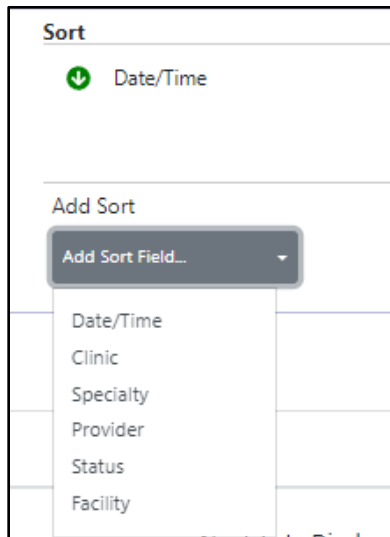 Sort
Date/Time
Add Sort
Add Sort Field...
Date/Time
Clinic
Specialty
Provider
Status
Facility